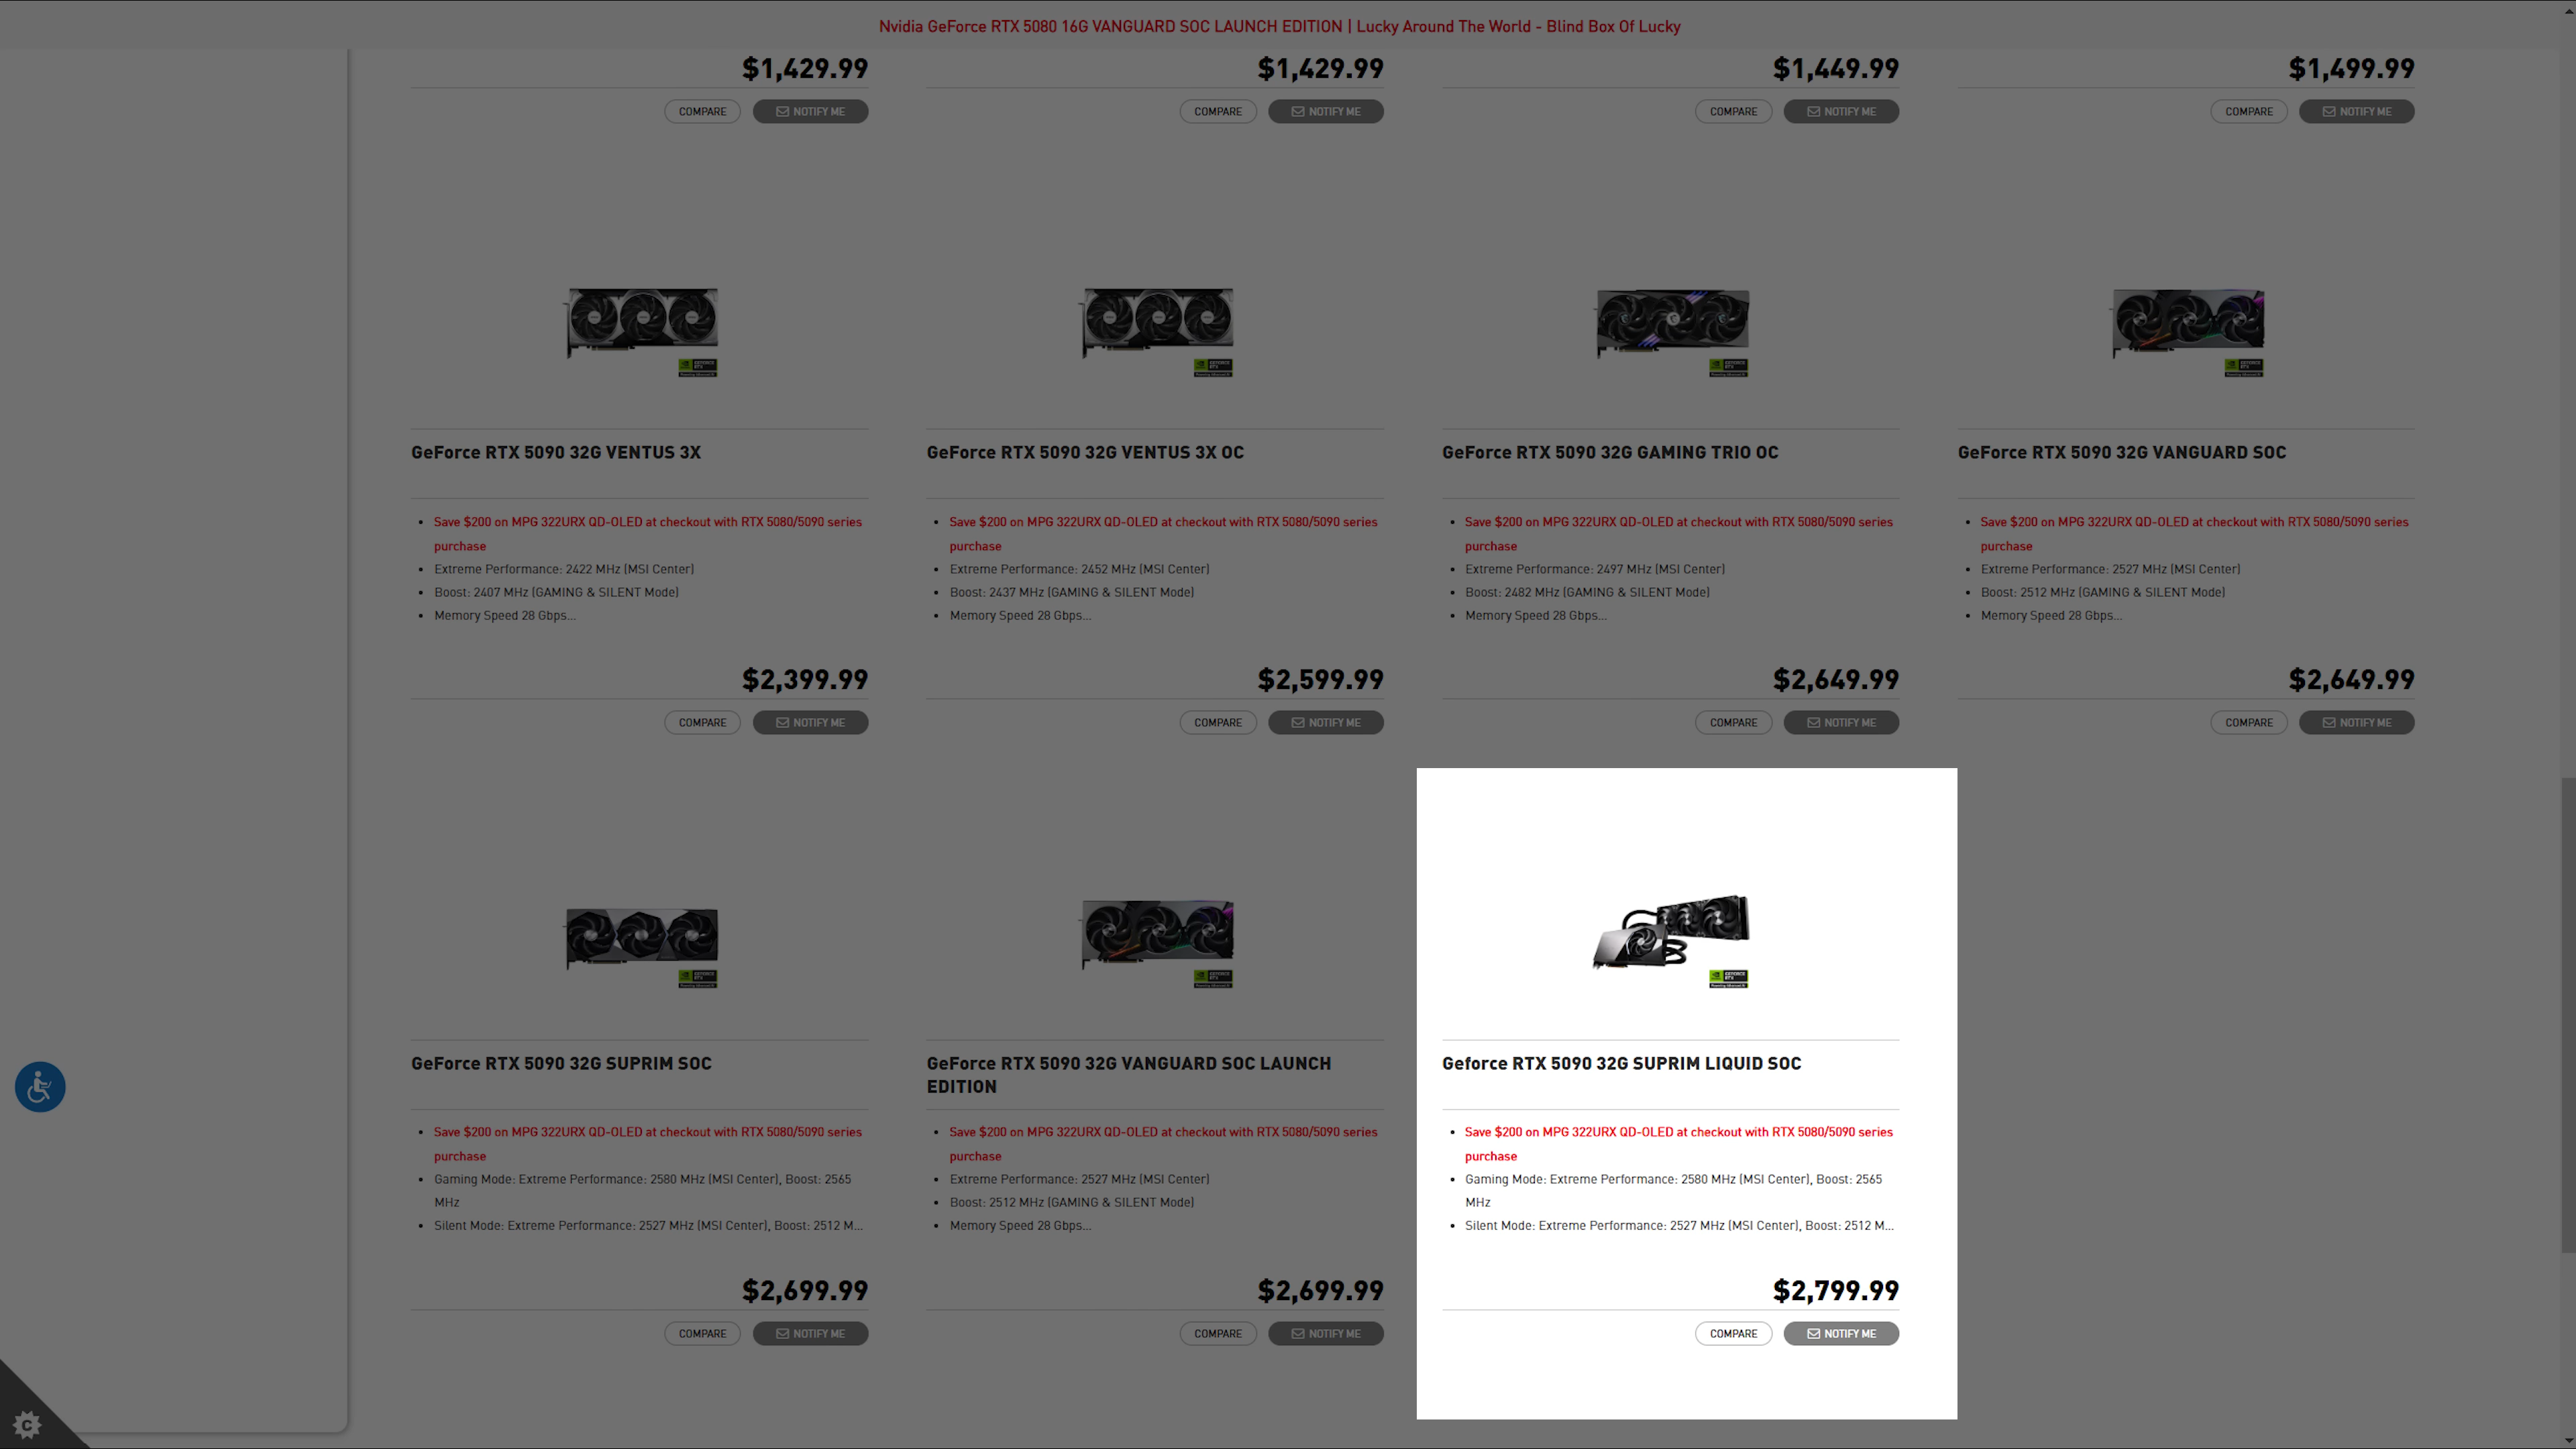 Nvidia GeForce RTX 5080 16G VANGUARD SOC LAUNCH EDITION | Lucky Around The World - Blind Box Of Lucky
$1,429.99
COMPARE
NOTIFY ME
$1,429.99
COMPARE
NOTIFY ME
$1,449.99
COMPARE
NOTIFY ME
$1,499.99
COMPARE
NOTIFY ME
GeForce RTX 5090 32G VENTUS 3X
Save $200 on MPG 322URX QD-OLED at checkout with RTX 5080/5090 series
purchase
Extreme Performance: 2422 MHz (MSI Center)
Boost: 2407 MHz (GAMING & SILENT Mode)
Memory Speed 28 Gbps...
$2,399.99
COMPARE
NOTIFY ME
GeForce RTX 5090 32G VENTUS 3X OC
Save $200 on MPG 322URX QD-OLED at checkout with RTX 5080/5090 series
purchase
Extreme Performance: 2452 MHz (MSI Center)
Boost: 2437 MHz (GAMING & SILENT Mode)
Memory Speed 28 Gbps...
$2,599.99
COMPARE
NOTIFY ME
GeForce RTX 5090 32G GAMING TRIO OC
Save $200 on MPG 322URX QD-OLED at checkout with RTX 5080/5090 series
purchase
Extreme Performance: 2497 MHz (MSI Center)
Boost: 2482 MHz (GAMING & SILENT Mode)
Memory Speed 28 Gbps...
$2,649.99
COMPARE
NOTIFY ME
GeForce RTX 5090 32G VANGUARD SOC
Save $200 on MPG 322URX QD-OLED at checkout with RTX 5080/5090 series
purchase
Extreme Performance: 2527 MHz (MSI Center)
Boost: 2512 MHz (GAMING & SILENT Mode)
Memory Speed 28 Gbps...
$2,649.99
COMPARE
NOTIFY ME
GeForce RTX 5090 32G SUPRIM SOC
Save $200 on MPG 322URX QD-OLED at checkout with RTX 5080/5090 series
purchase
Gaming Mode: Extreme Performance: 2580 MHz (MSI Center), Boost: 2565
MHz
Silent Mode: Extreme Performance: 2527 MHz (MSI Center), Boost: 2512 M...
$2,699.99
COMPARE
NOTIFY ME
GeForce RTX 5090 32G VANGUARD SOC LAUNCH
EDITION
Save $200 on MPG 322URX QD-OLED at checkout with RTX 5080/5090 series
purchase
Extreme Performance: 2527 MHz (MSI Center)
Boost: 2512 MHz (GAMING & SILENT Mode)
Memory Speed 28 Gbps...
$2,699.99
COMPARE
NOTIFY ME
Geforce RTX 5090 32G SUPRIM LIQUID SOC
Save $200 on MPG 322URX QD-OLED at checkout with RTX 5080/5090 series
purchase
Gaming Mode: Extreme Performance: 2580 MHz (MSI Center), Boost: 2565
MHz
Silent Mode: Extreme Performance: 2527 MHz (MSI Center), Boost: 2512 M...
$2,799.99
COMPARE
NOTIFY ME
C